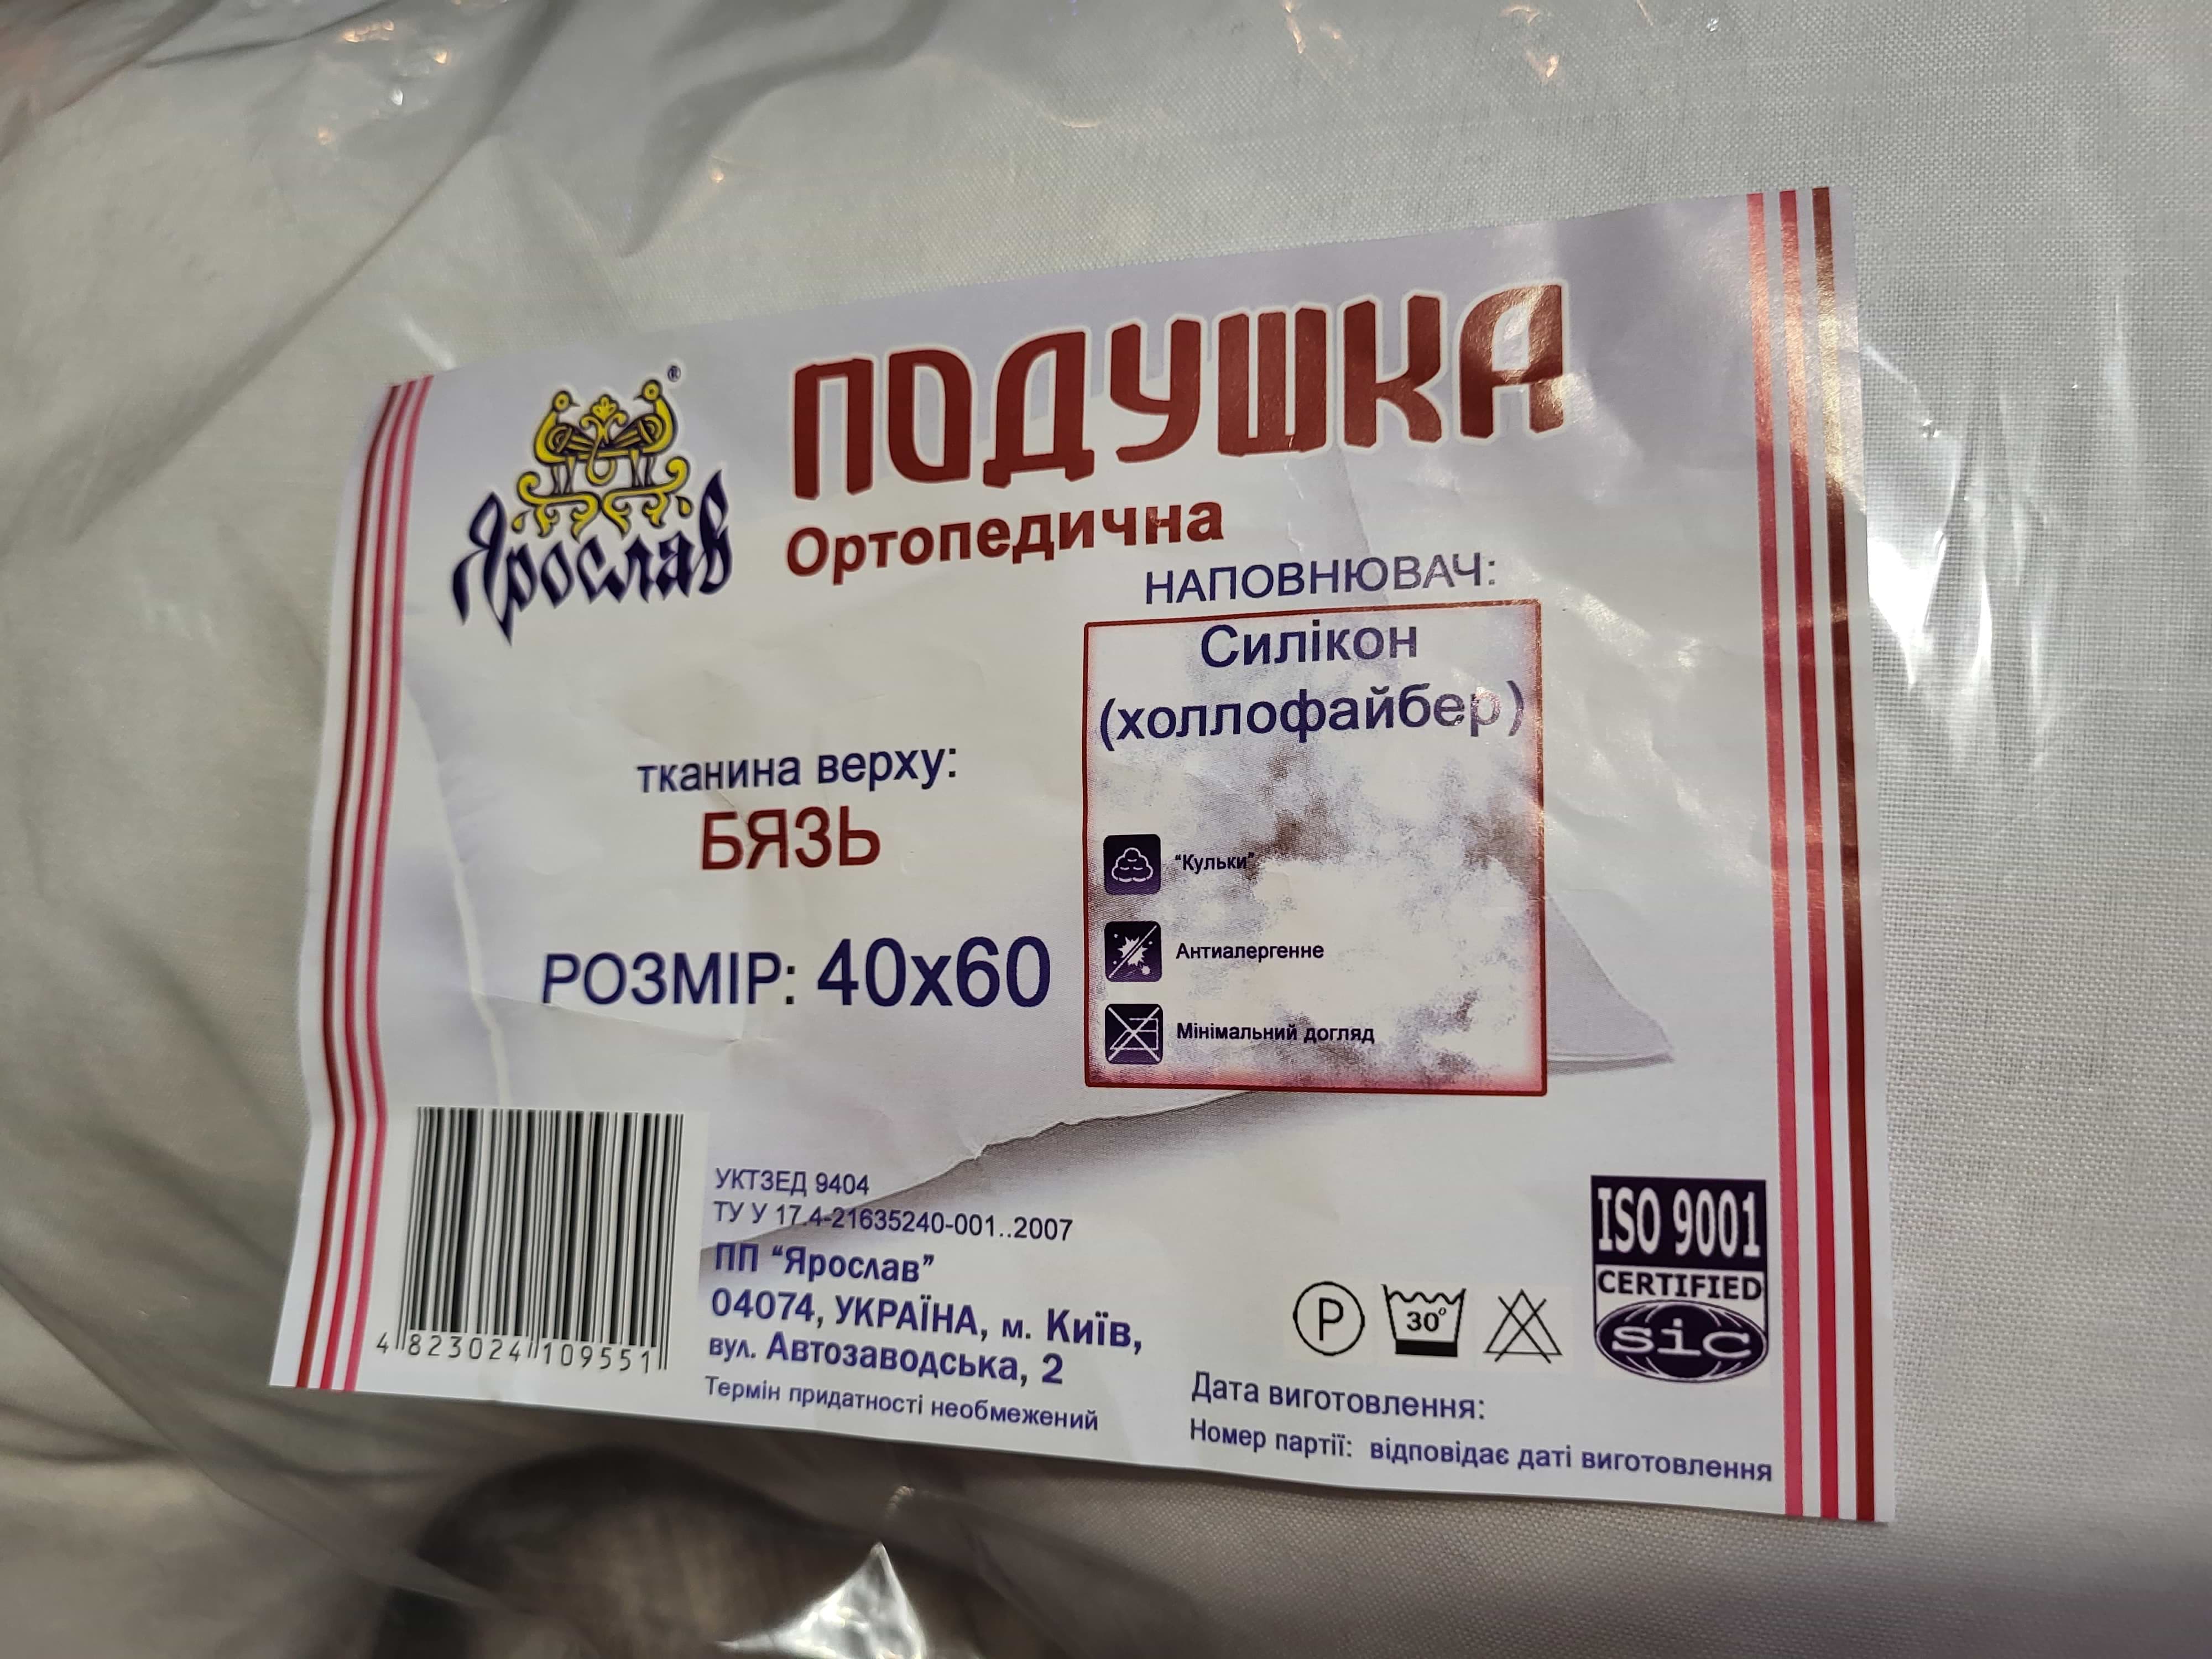 Ярослав
®
ПОДУШКА
Ортопедична
НАПОВНЮВАЧ:
Силікон
(холлофайбер)
тканина верху:
БЯЗЬ
РОЗМІР: 40х60
"Кульки"
Антиалергенне
Мінімальний догляд
4 823024 109551
УКТЗЕД 9404
ТУ У 17.4-21635240-001..2007
ПП “Ярослав”
04074, УКРАЇНА, м. Київ,
вул. Автозаводська, 2
Термін придатності необмежений
P
30°
ISO 9001
CERTIFIED
sic
Дата виготовлення:
Номер партії: відповідає даті виготовлення